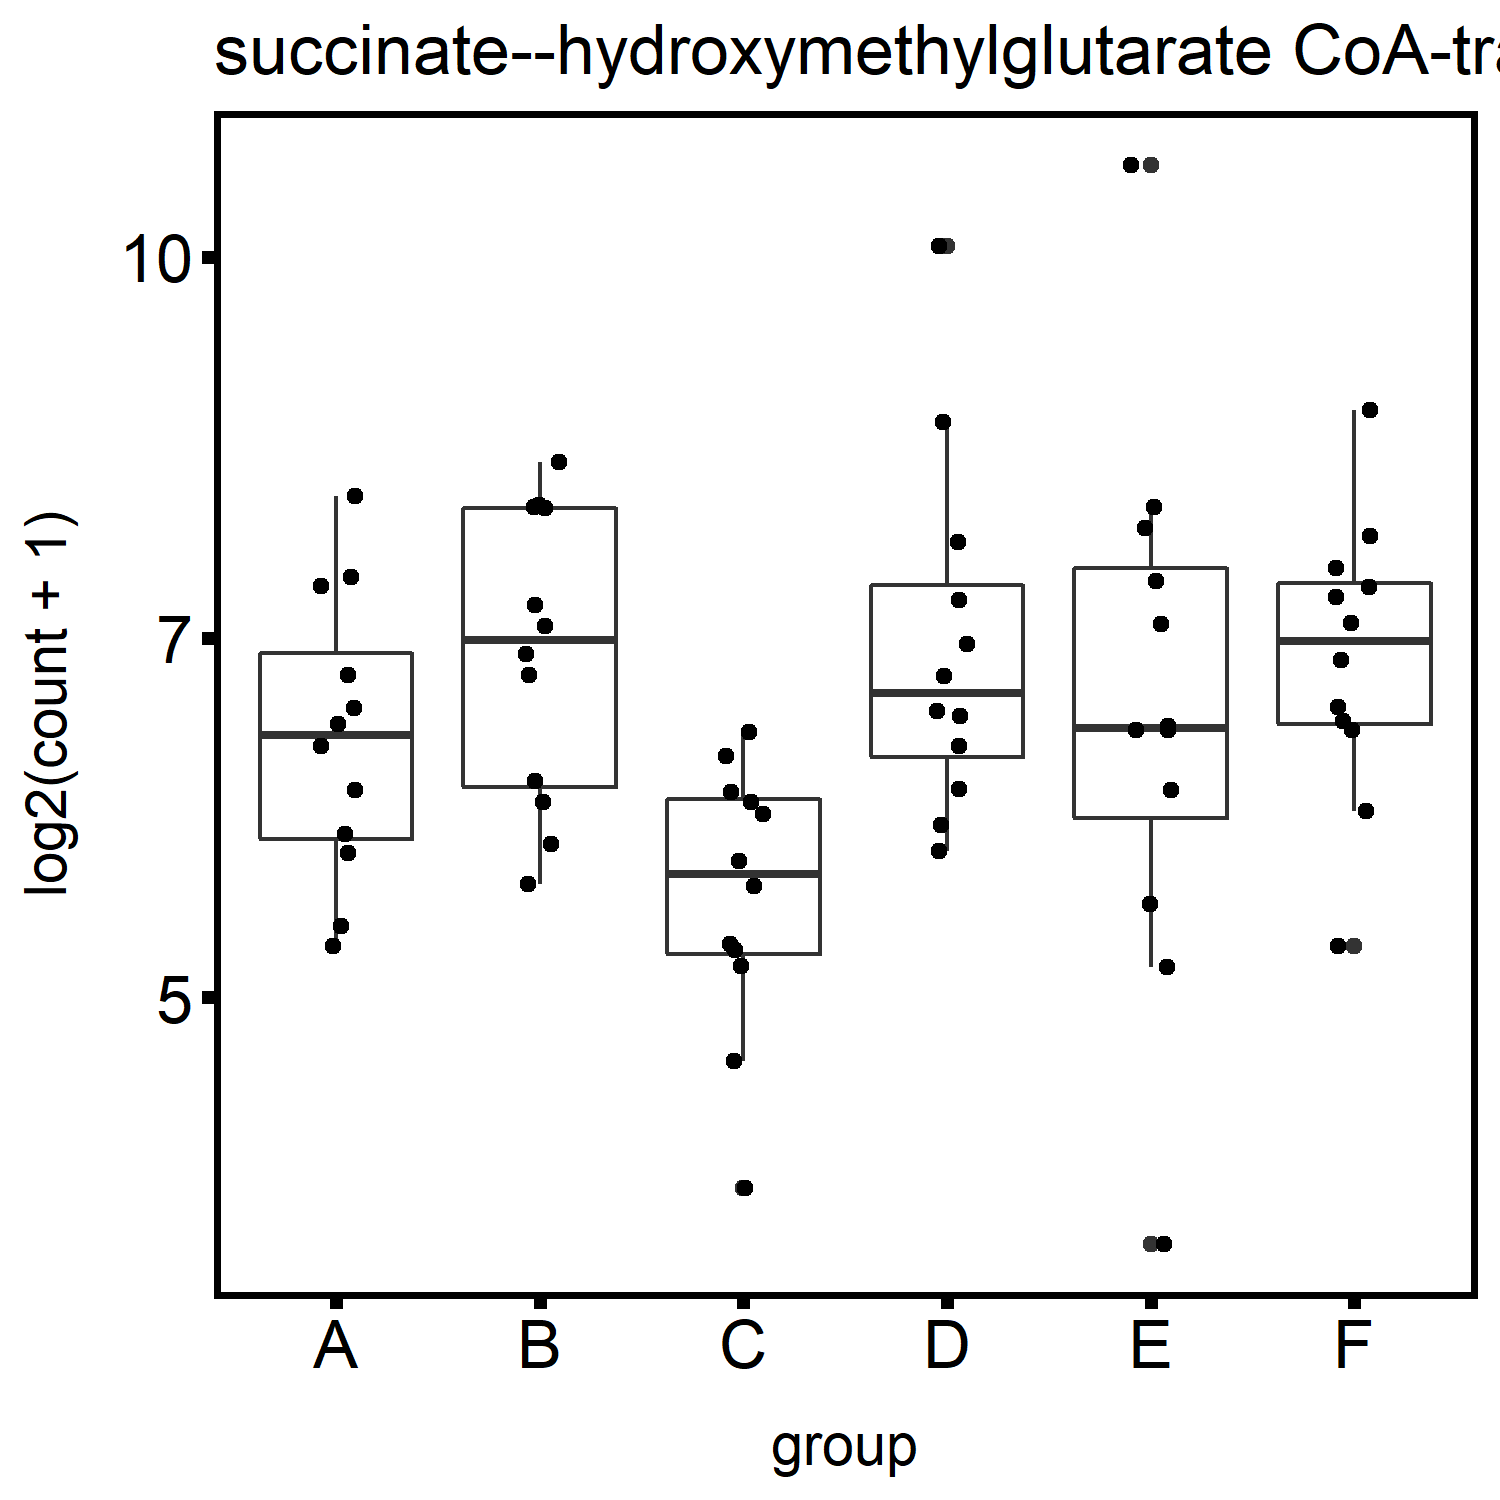 succinate--hydroxymethylglutarate CoA-tra
10
7
5
log2(count + 1)
A B C D E F
group